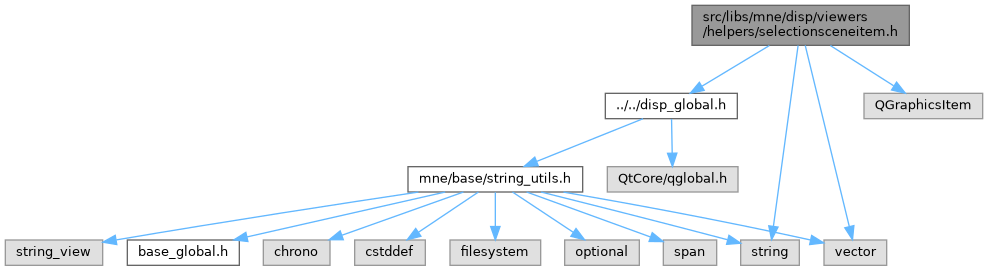 src/libs/mne/disp/viewers
/helpers/selectionsceneitem.h
../../disp_global.h
QGraphicsItem
mne/base/string_utils.h
QtCore/qglobal.h
string_view
base_global.h
chrono
cstddef
filesystem
optional
span
string
vector